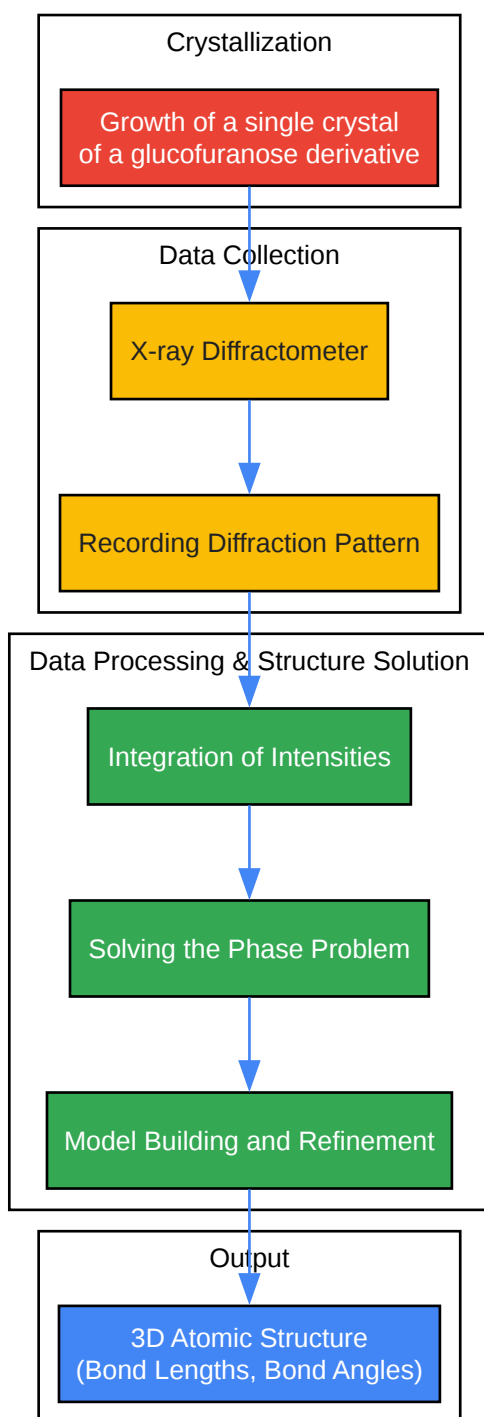 Crystallization
Growth of a single crystal
of a glucofuranose derivative
Data Collection
X-ray Diffractometer
Recording Diffraction Pattern
Data Processing & Structure Solution
Integration of Intensities
Solving the Phase Problem
Model Building and Refinement
Output
3D Atomic Structure
(Bond Lengths, Bond Angles)